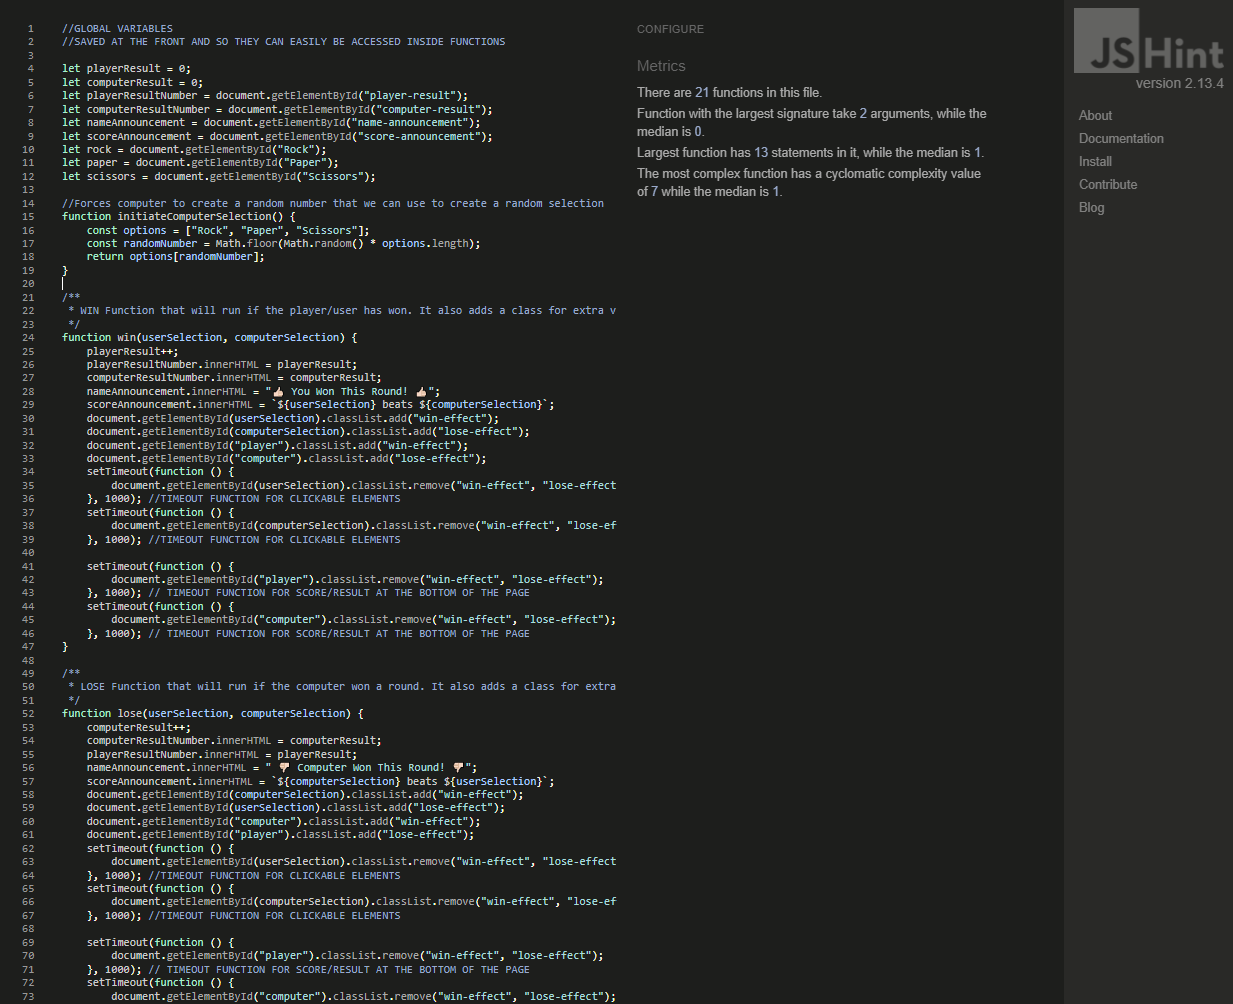 1 //GLOBAL VARIABLES
2 //SAVED AT THE FRONT AND SO THEY CAN EASILY BE ACCESSED INSIDE FUNCTIONS
3
4 let playerResult = 0;
5 let computerResult = 0;
6 let playerResultNumber = document.getElementById("player-result");
7 let computerResultNumber = document.getElementById("computer-result");
8 let nameAnnouncement = document.getElementById("name-announcement");
9 let scoreAnnouncement = document.getElementById("score-announcement");
10 let rock = document.getElementById("Rock");
11 let paper = document.getElementById("Paper");
12 let scissors = document.getElementById("Scissors");
13
14 //Forces computer to create a random number that we can use to create a random selection
15 function initiateComputerSelection() {
16 const options = ["Rock", "Paper", "Scissors"];
17 const randomNumber = Math.floor(Math.random() * options.length);
18 return options[randomNumber];
19 }
20
21 /**
22 * WIN Function that will run if the player/user has won. It also adds a class for extra v
23 */
24 function win(userSelection, computerSelection) {
25 playerResult++;
26 playerResultNumber.innerHTML = playerResult;
27 computerResultNumber.innerHTML = computerResult;
28 nameAnnouncement.innerHTML = "👍🏻 You Won This Round! 👍🏻";
29 scoreAnnouncement.innerHTML = `${userSelection} beats ${computerSelection}`;
30 document.getElementById(userSelection).classList.add("win-effect");
31 document.getElementById(computerSelection).classList.add("lose-effect");
32 document.getElementById("player").classList.add("win-effect");
33 document.getElementById("computer").classList.add("lose-effect");
34 setTimeout(function () {
35 document.getElementById(userSelection).classList.remove("win-effect", "lose-effect
36 }, 1000); //TIMEOUT FUNCTION FOR CLICKABLE ELEMENTS
37 setTimeout(function () {
38 document.getElementById(computerSelection).classList.remove("win-effect", "lose-ef
39 }, 1000); //TIMEOUT FUNCTION FOR CLICKABLE ELEMENTS
40
41 setTimeout(function () {
42 document.getElementById("player").classList.remove("win-effect", "lose-effect");
43 }, 1000); // TIMEOUT FUNCTION FOR SCORE/RESULT AT THE BOTTOM OF THE PAGE
44 setTimeout(function () {
45 document.getElementById("computer").classList.remove("win-effect", "lose-effect");
46 }, 1000); // TIMEOUT FUNCTION FOR SCORE/RESULT AT THE BOTTOM OF THE PAGE
47 }
48
49 /**
50 * LOSE Function that will run if the computer won a round. It also adds a class for extra
51 */
52 function lose(userSelection, computerSelection) {
53 computerResult++;
54 computerResultNumber.innerHTML = computerResult;
55 playerResultNumber.innerHTML = playerResult;
56 nameAnnouncement.innerHTML = " 👎🏻 Computer Won This Round! 👎🏻";
57 scoreAnnouncement.innerHTML = `${computerSelection} beats ${userSelection}`;
58 document.getElementById(computerSelection).classList.add("win-effect");
59 document.getElementById(userSelection).classList.add("lose-effect");
60 document.getElementById("computer").classList.add("win-effect");
61 document.getElementById("player").classList.add("lose-effect");
62 setTimeout(function () {
63 document.getElementById(userSelection).classList.remove("win-effect", "lose-effect
64 }, 1000); //TIMEOUT FUNCTION FOR CLICKABLE ELEMENTS
65 setTimeout(function () {
66 document.getElementById(computerSelection).classList.remove("win-effect", "lose-ef
67 }, 1000); //TIMEOUT FUNCTION FOR CLICKABLE ELEMENTS
68
69 setTimeout(function () {
70 document.getElementById("player").classList.remove("win-effect", "lose-effect");
71 }, 1000); // TIMEOUT FUNCTION FOR SCORE/RESULT AT THE BOTTOM OF THE PAGE
72 setTimeout(function () {
73 document.getElementById("computer").classList.remove("win-effect", "lose-effect");
CONFIGURE
Metrics
There are 21 functions in this file.
Function with the largest signature take 2 arguments, while the
median is 0.
Largest function has 13 statements in it, while the median is 1.
The most complex function has a cyclomatic complexity value
of 7 while the median is 1.
JSHint
version 2.13.4
About
Documentation
Install
Contribute
Blog